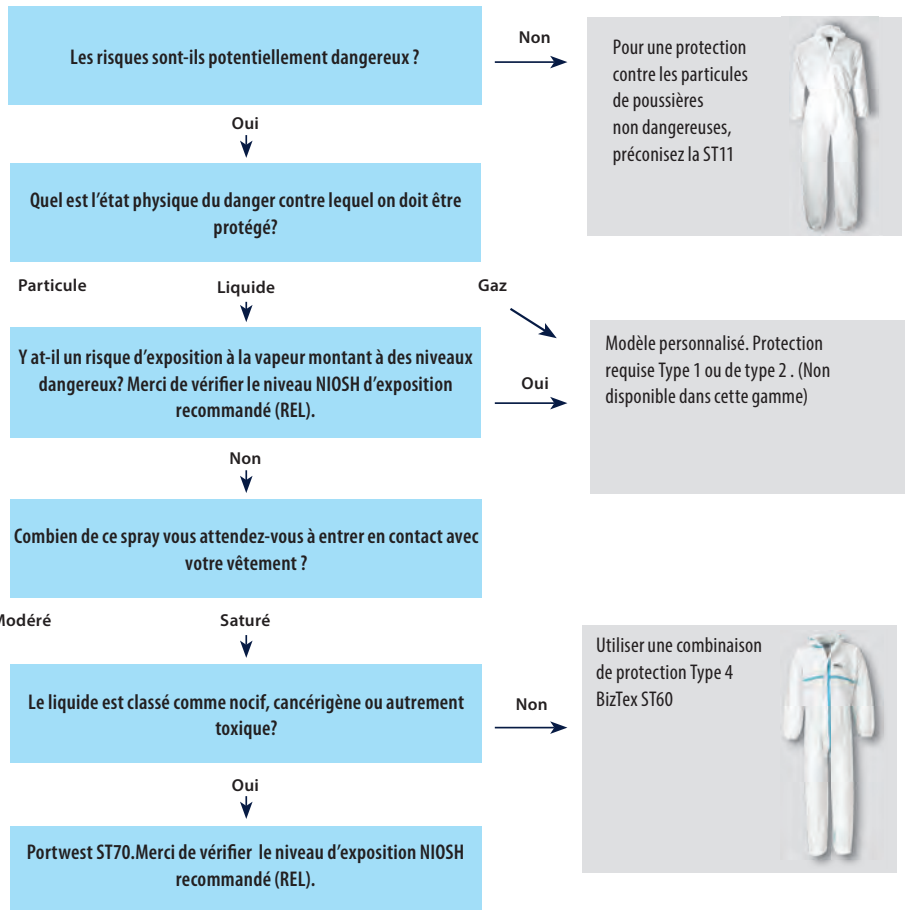 Les risques sont-ils potentiellement dangereux ?
Non
Pour une protection
contre les particules
de poussières
non dangereuses,
préconisez la ST11
Oui
Quel est l'état physique du danger contre lequel on doit être
protégé?
Particule
Liquide
Gaz
Y at-il un risque d'exposition à la vapeur montant à des niveaux
dangereux? Merci de vérifier le niveau NIOSH d'exposition
recommandé (REL).
Oui
Modèle personnalisé. Protection
requise Type 1 ou de type 2 . (Non
disponible dans cette gamme)
Non
Combien de ce spray vous attendez-vous à entrer en contact avec
votre vêtement ?
Modéré
Saturé
Le liquide est classé comme nocif, cancérigène ou autrement
toxique?
Non
Utiliser une combinaison
de protection Type 4
BizTex ST60
Oui
Portwest ST70.Merci de vérifier le niveau d'exposition NIOSH
recommandé (REL).